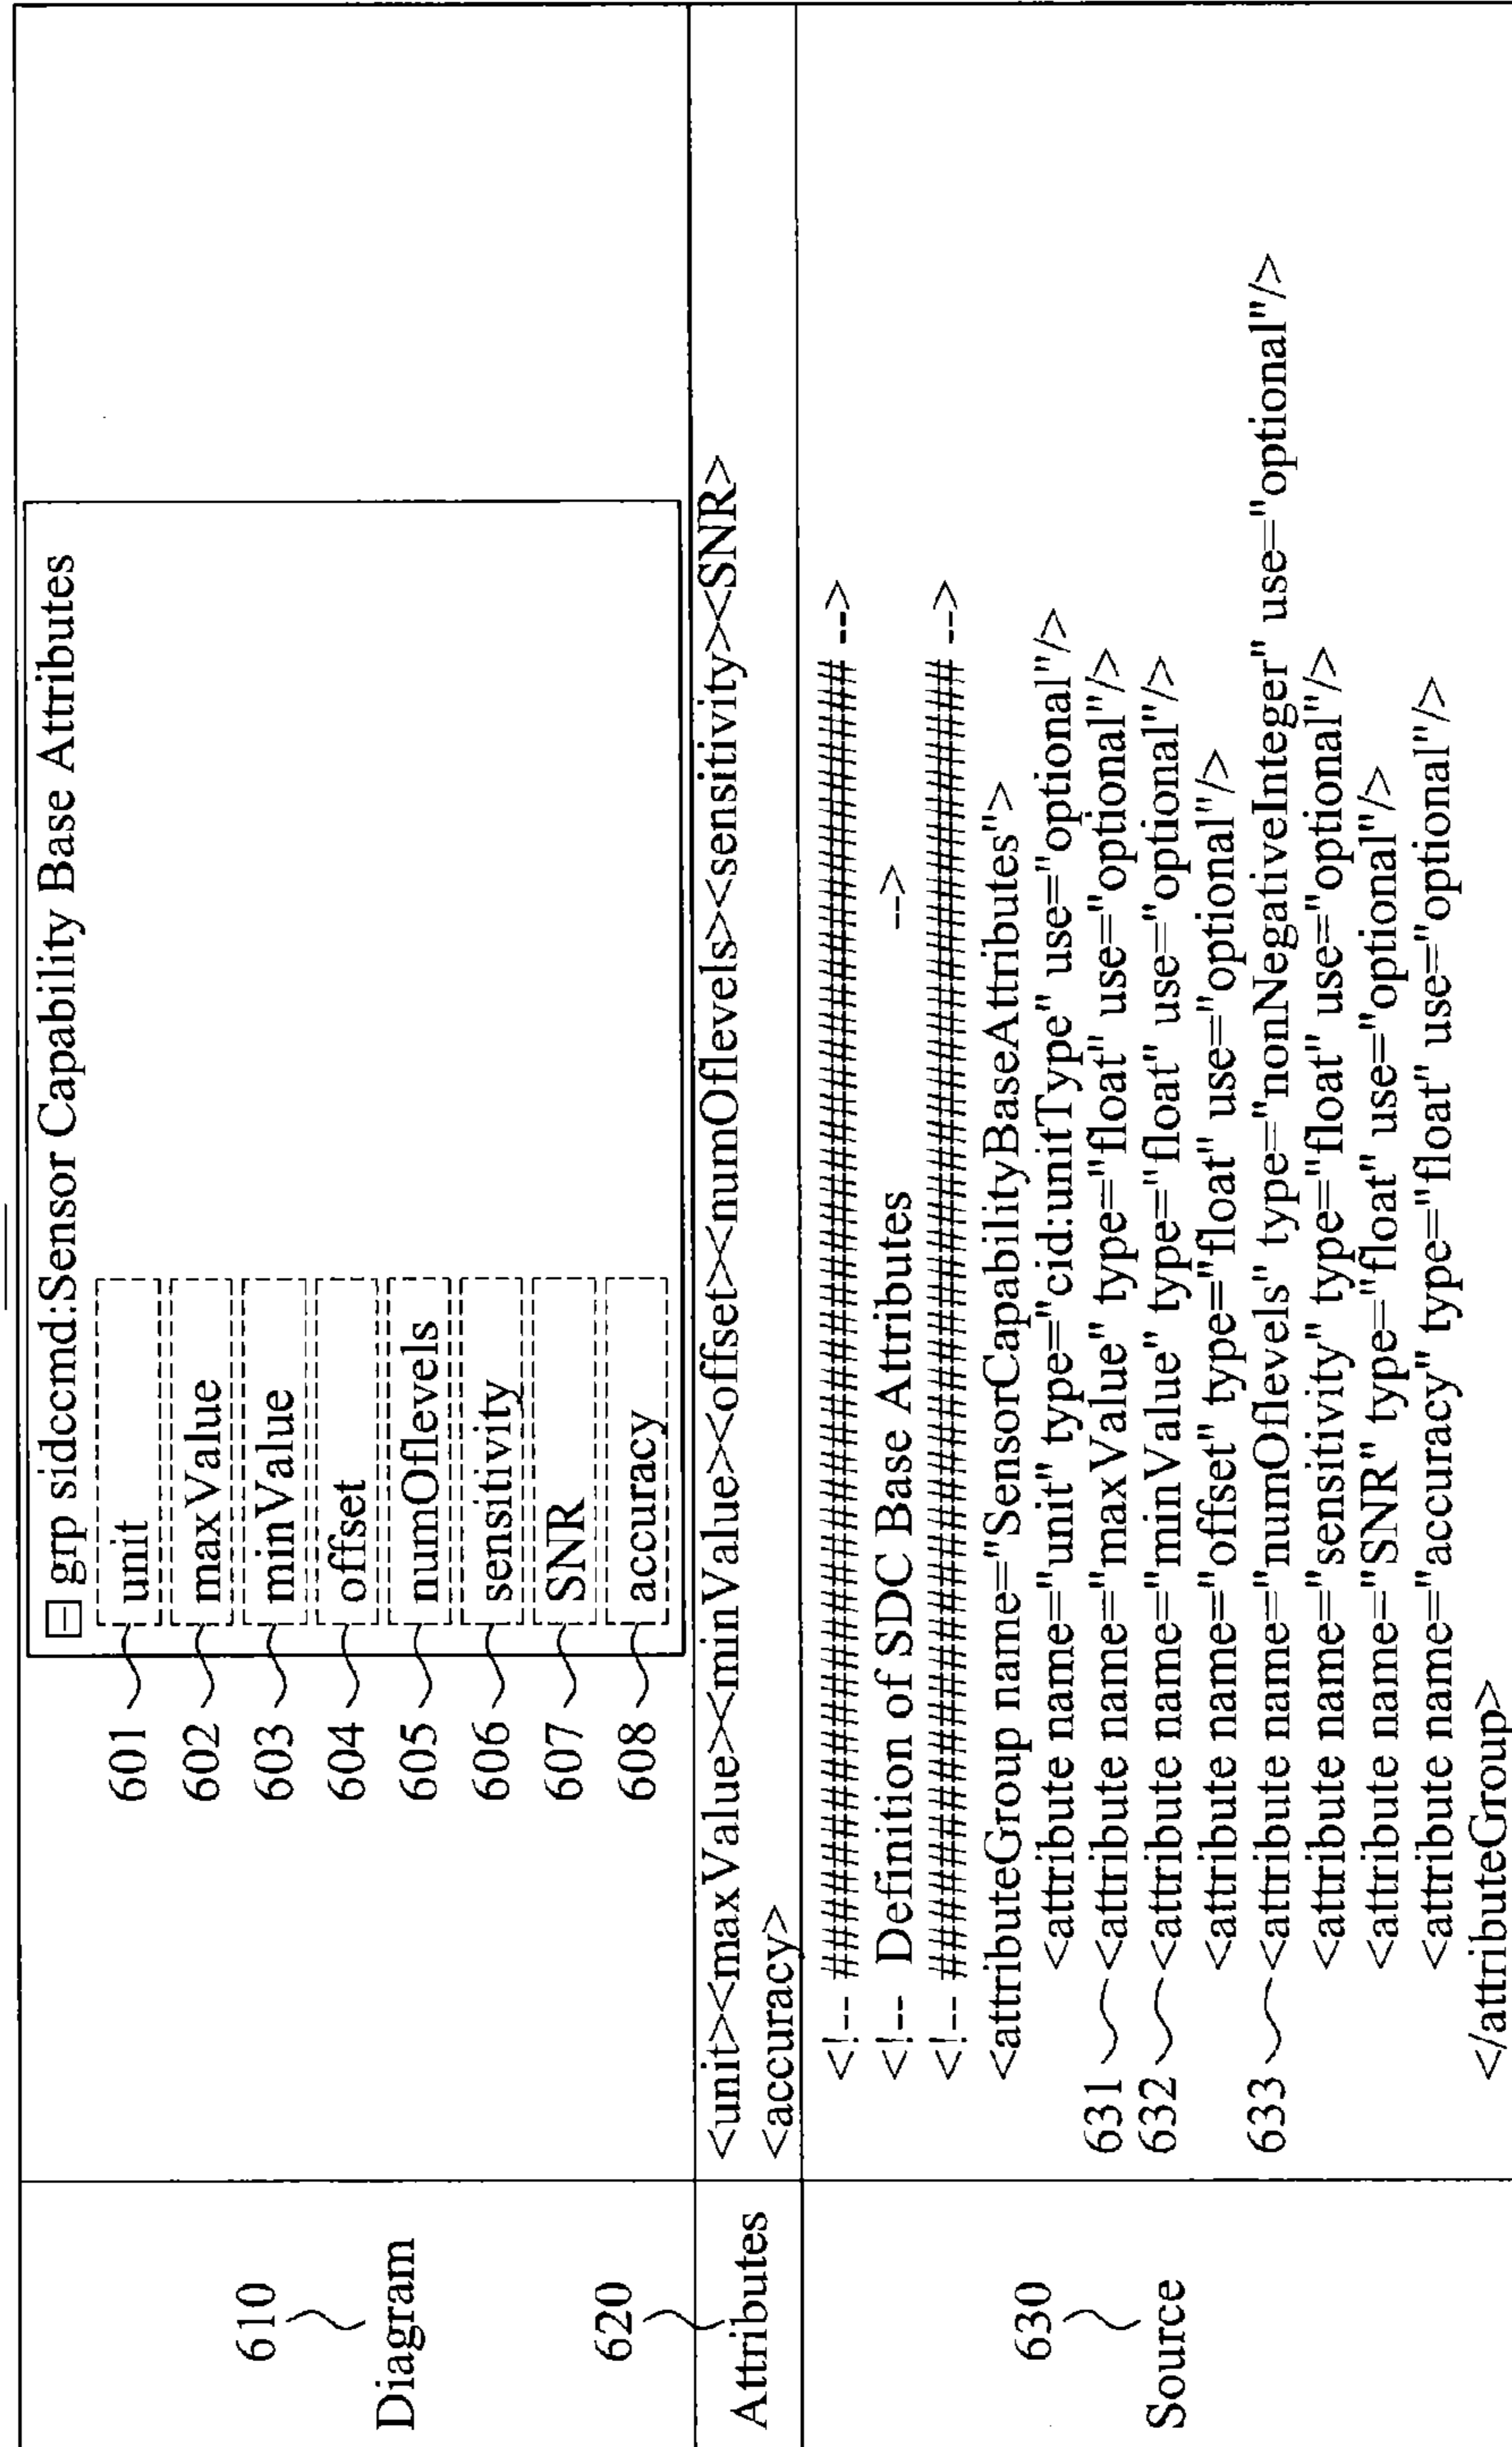 610
Diagram
⊟ grp sidccmd:Sensor Capability Base Attributes
601 unit
602 maxValue
603 minValue
604 offset
605 numOflevels
606 sensitivity
607 SNR
608 accuracy
620
Attributes
<unit><maxValue><minValue><offset><numOflevels><sensitivity><SNR>
<accuracy>
630
Source
<!-- ################################################ -->
<!-- Definition of SDC Base Attributes -->
<!-- ################################################ -->
<attributeGroup name="SensorCapabilityBaseAttributes">
<attribute name="unit" type="cid:unitType" use="optional"/>
631 <attribute name="maxValue" type="float" use="optional"/>
632 <attribute name="minValue" type="float" use="optional"/>
<attribute name="offset" type="float" use="optional"/>
633 <attribute name="numOflevels" type="nonNegativeInteger" use="optional"/>
<attribute name="sensitivity" type="float" use="optional"/>
<attribute name="SNR" type="float" use="optional"/>
<attribute name="accuracy" type="float" use="optional"/>
</attributeGroup>